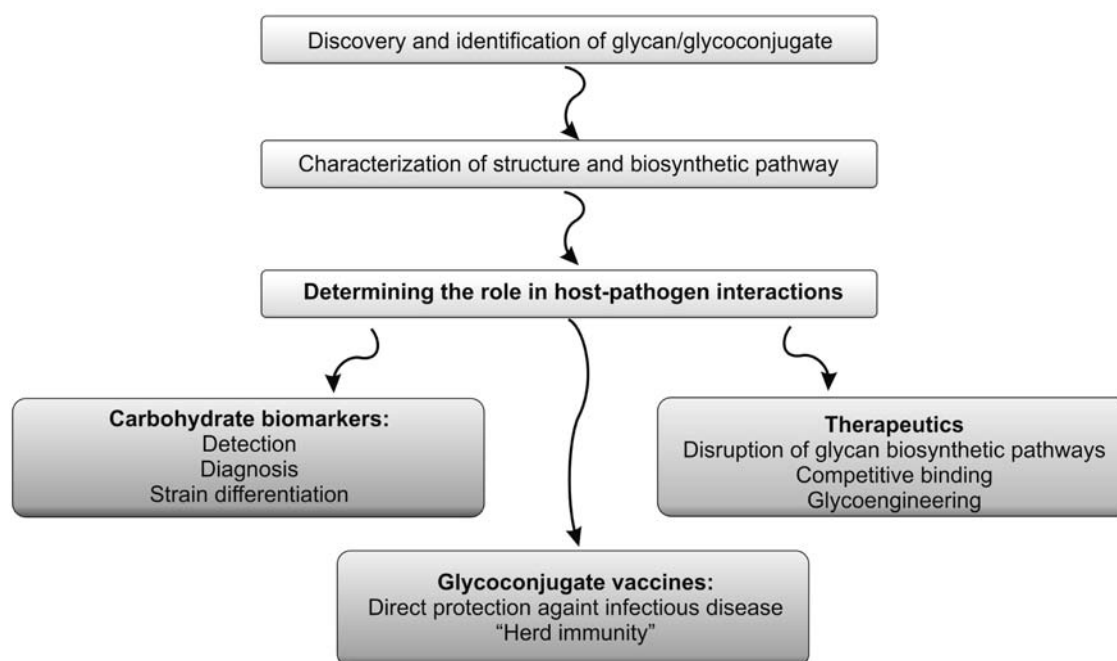 Discovery and identification of glycan/glycoconjugate
Characterization of structure and biosynthetic pathway
Determining the role in host-pathogen interactions
Carbohydrate biomarkers:
Detection
Diagnosis
Strain differentiation
Therapeutics
Disruption of glycan biosynthetic pathways
Competitive binding
Glycoengineering
Glycoconjugate vaccines:
Direct protection againt infectious disease
“Herd immunity”